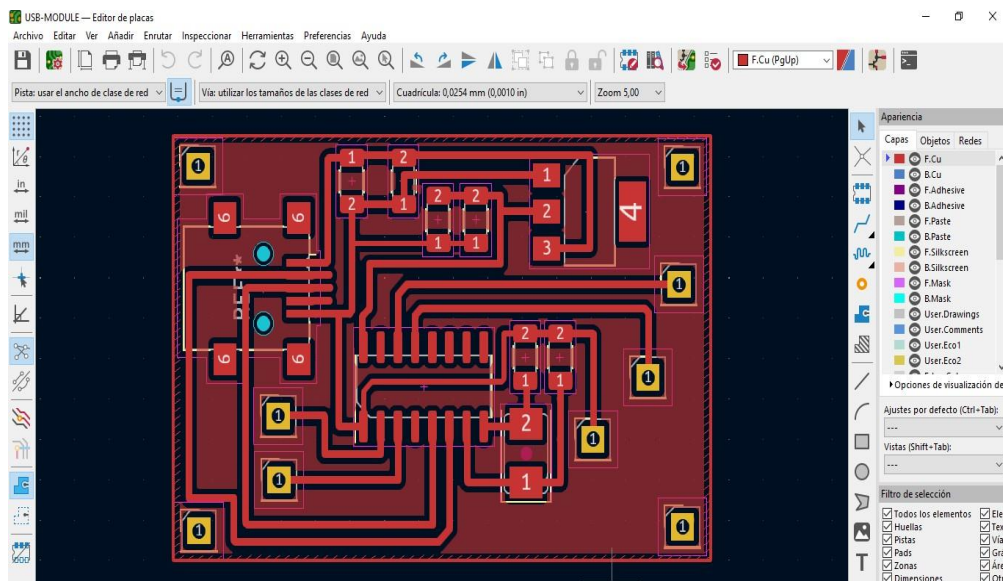 USB-MODULE — Editor de placas
Archivo Editar Ver Añadir Enrutar Inspeccionar Herramientas Preferencias Ayuda
F.Cu (PgUp)
Pista: usar el ancho de clase de red
Vía: utilizar los tamaños de las clases de red
Cuadrícula: 0,0254 mm (0,0010 in)
Zoom 5,00
Apariencia
Capas Objetos Redes
F.Cu
B.Cu
F.Adhesive
B.Adhesive
F.Paste
B.Paste
F.Silkscreen
B.Silkscreen
F.Mask
B.Mask
User.Drawings
User.Comments
User.Eco1
User.Eco2
Opciones de visualización de
Ajustes por defecto (Ctrl+Tab):
---
Vistas (Shift+Tab):
---
Filtro de selección
Todos los elementos
Huellas
Pistas
Pads
Zonas
Dimensiones
in
mil
mm
1 2
1 1
2 1
2 2
1 1
1
2
3
4
6 6
6 6
1
1
2 2
1 1
1
1
2
1
1
1
1
1